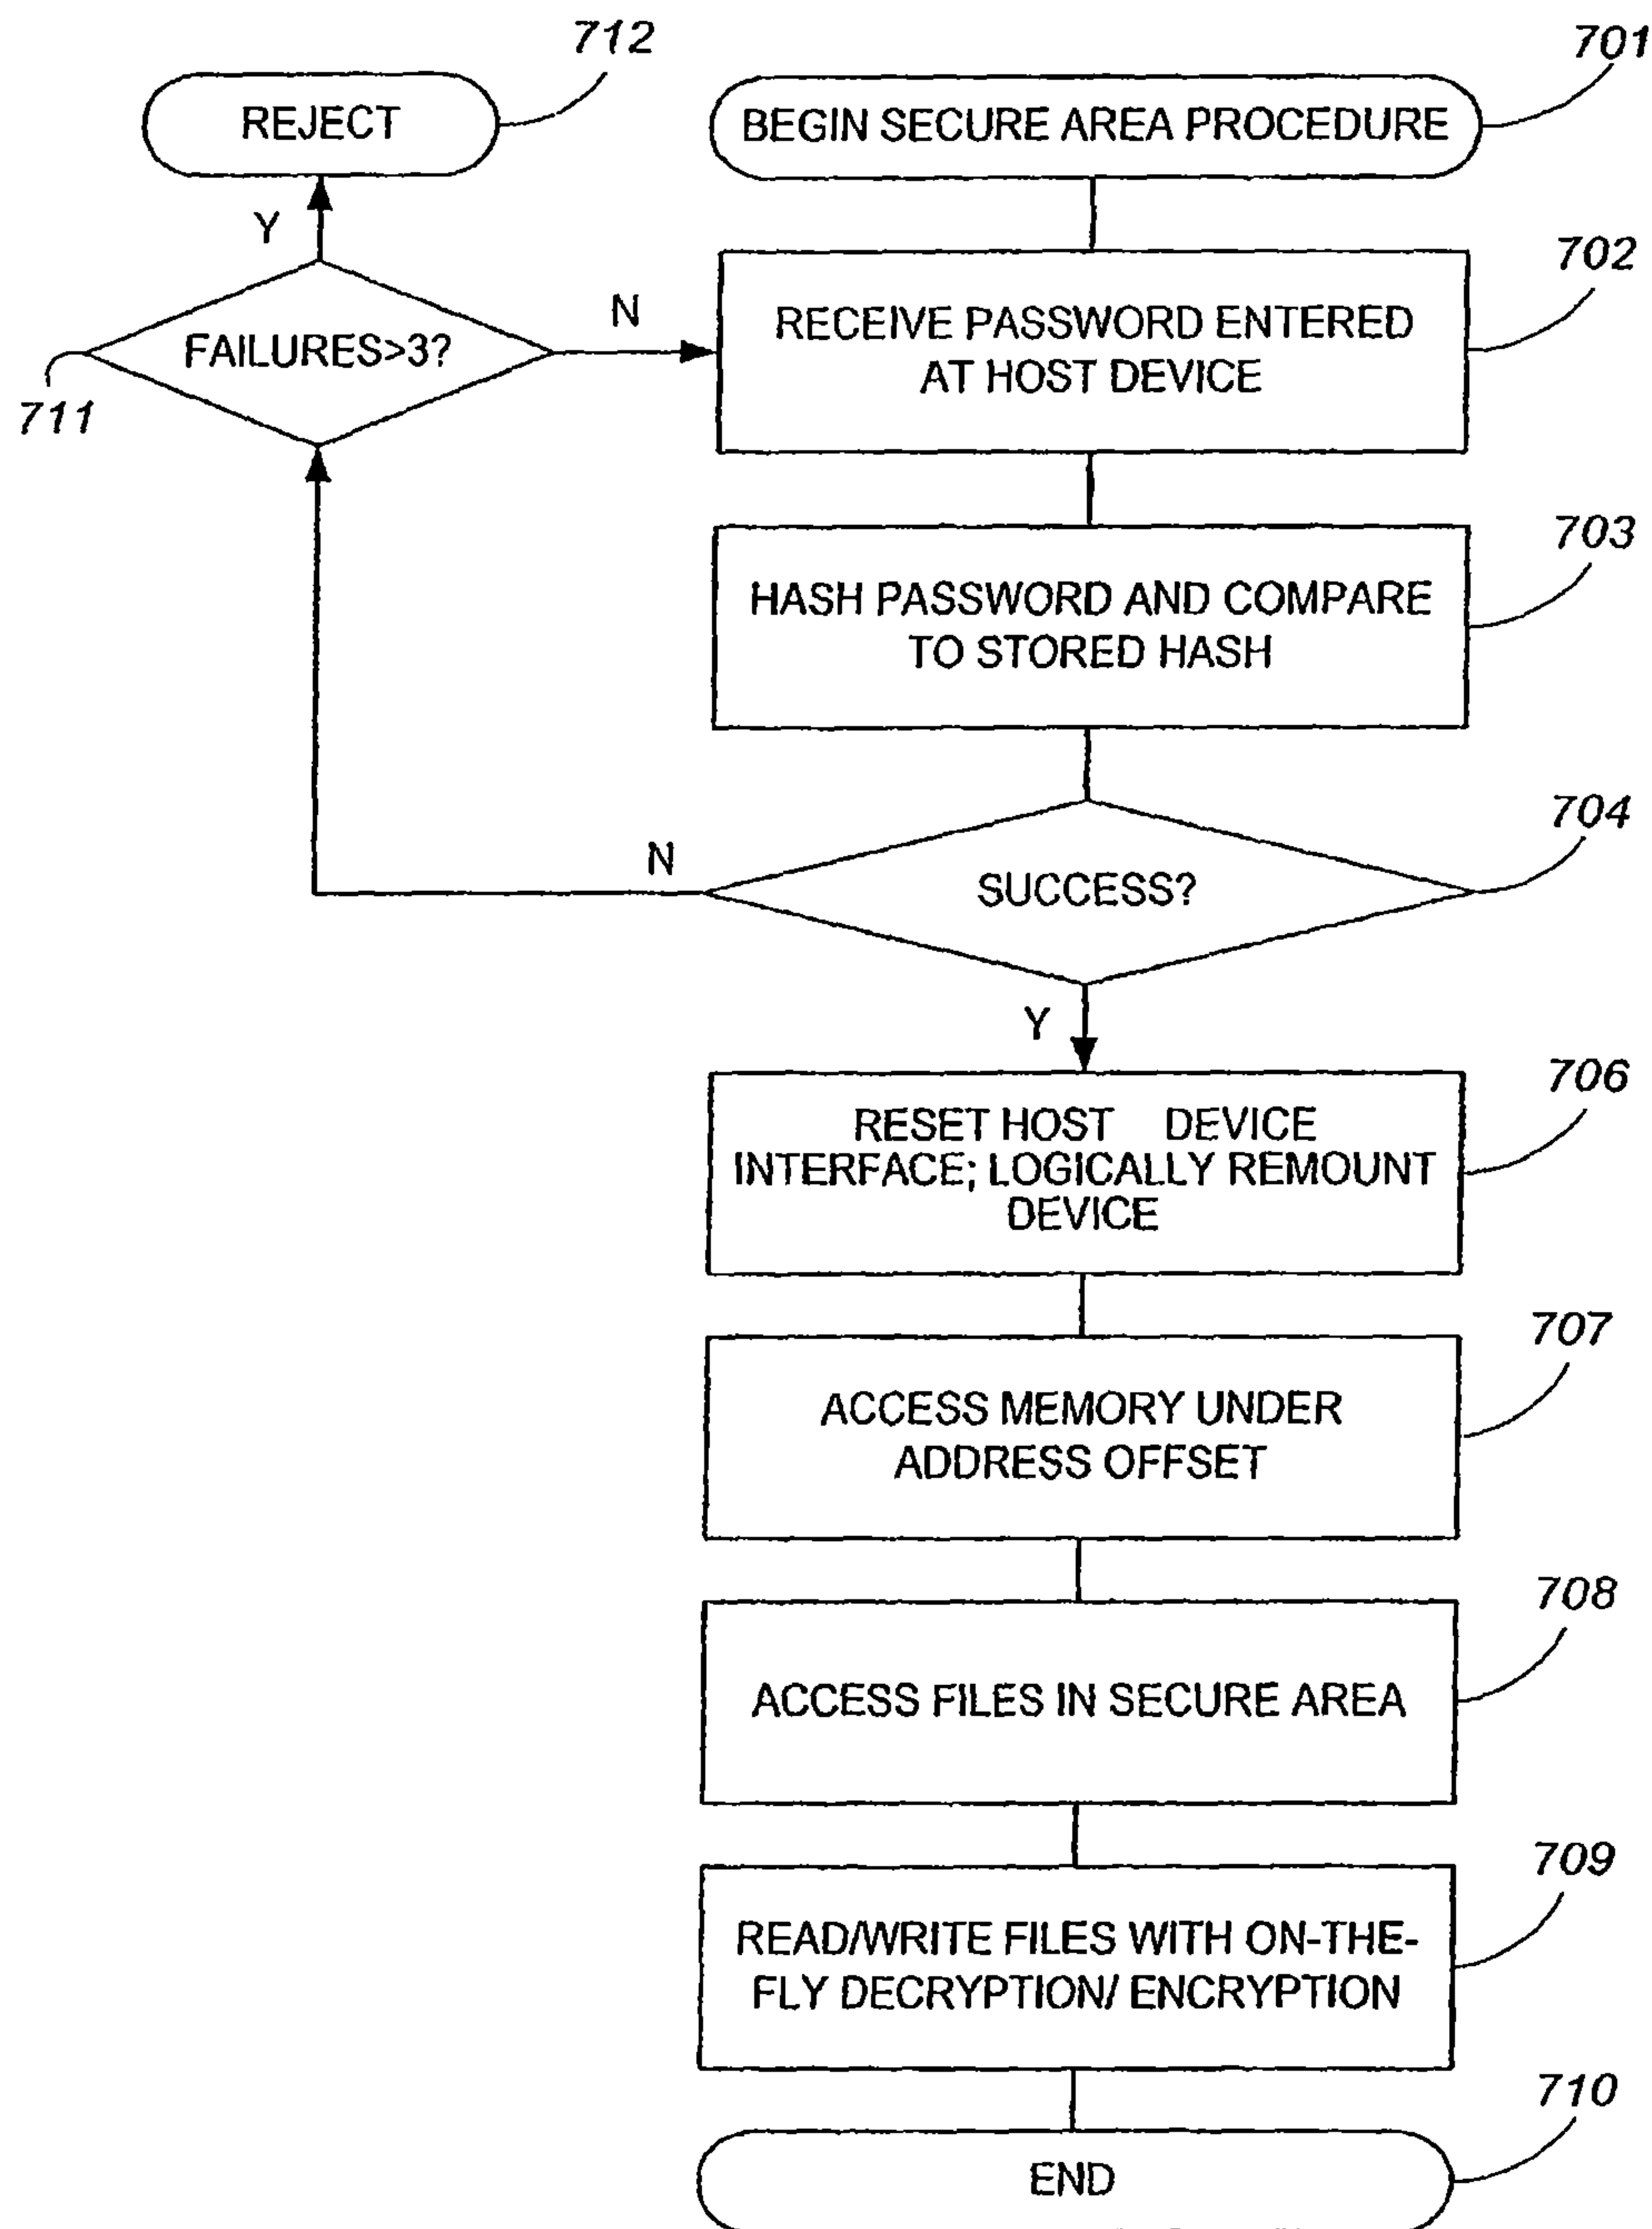 712
701
REJECT
BEGIN SECURE AREA PROCEDURE
Y
702
N
RECEIVE PASSWORD ENTERED
AT HOST DEVICE
FAILURES>3?
711
703
HASH PASSWORD AND COMPARE
TO STORED HASH
704
N
SUCCESS?
Y
706
RESET HOST DEVICE
INTERFACE; LOGICALLY REMOUNT
DEVICE
707
ACCESS MEMORY UNDER
ADDRESS OFFSET
708
ACCESS FILES IN SECURE AREA
709
READ/WRITE FILES WITH ON-THE-
FLY DECRYPTION/ ENCRYPTION
710
END